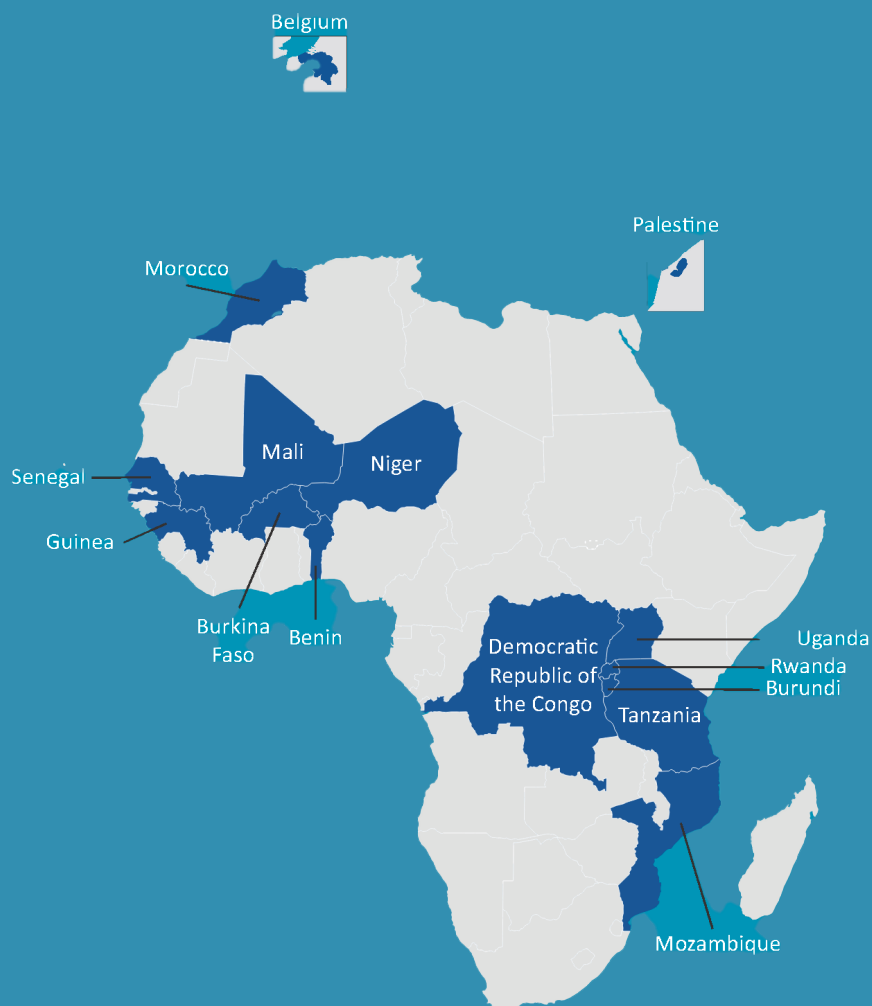 Belgium
Palestine
Morocco
Mali
Niger
Senegal
Guinea
Burkina
Faso
Benin
Democratic
Republic of
the Congo
Uganda
Rwanda
Burundi
Tanzania
Mozambique